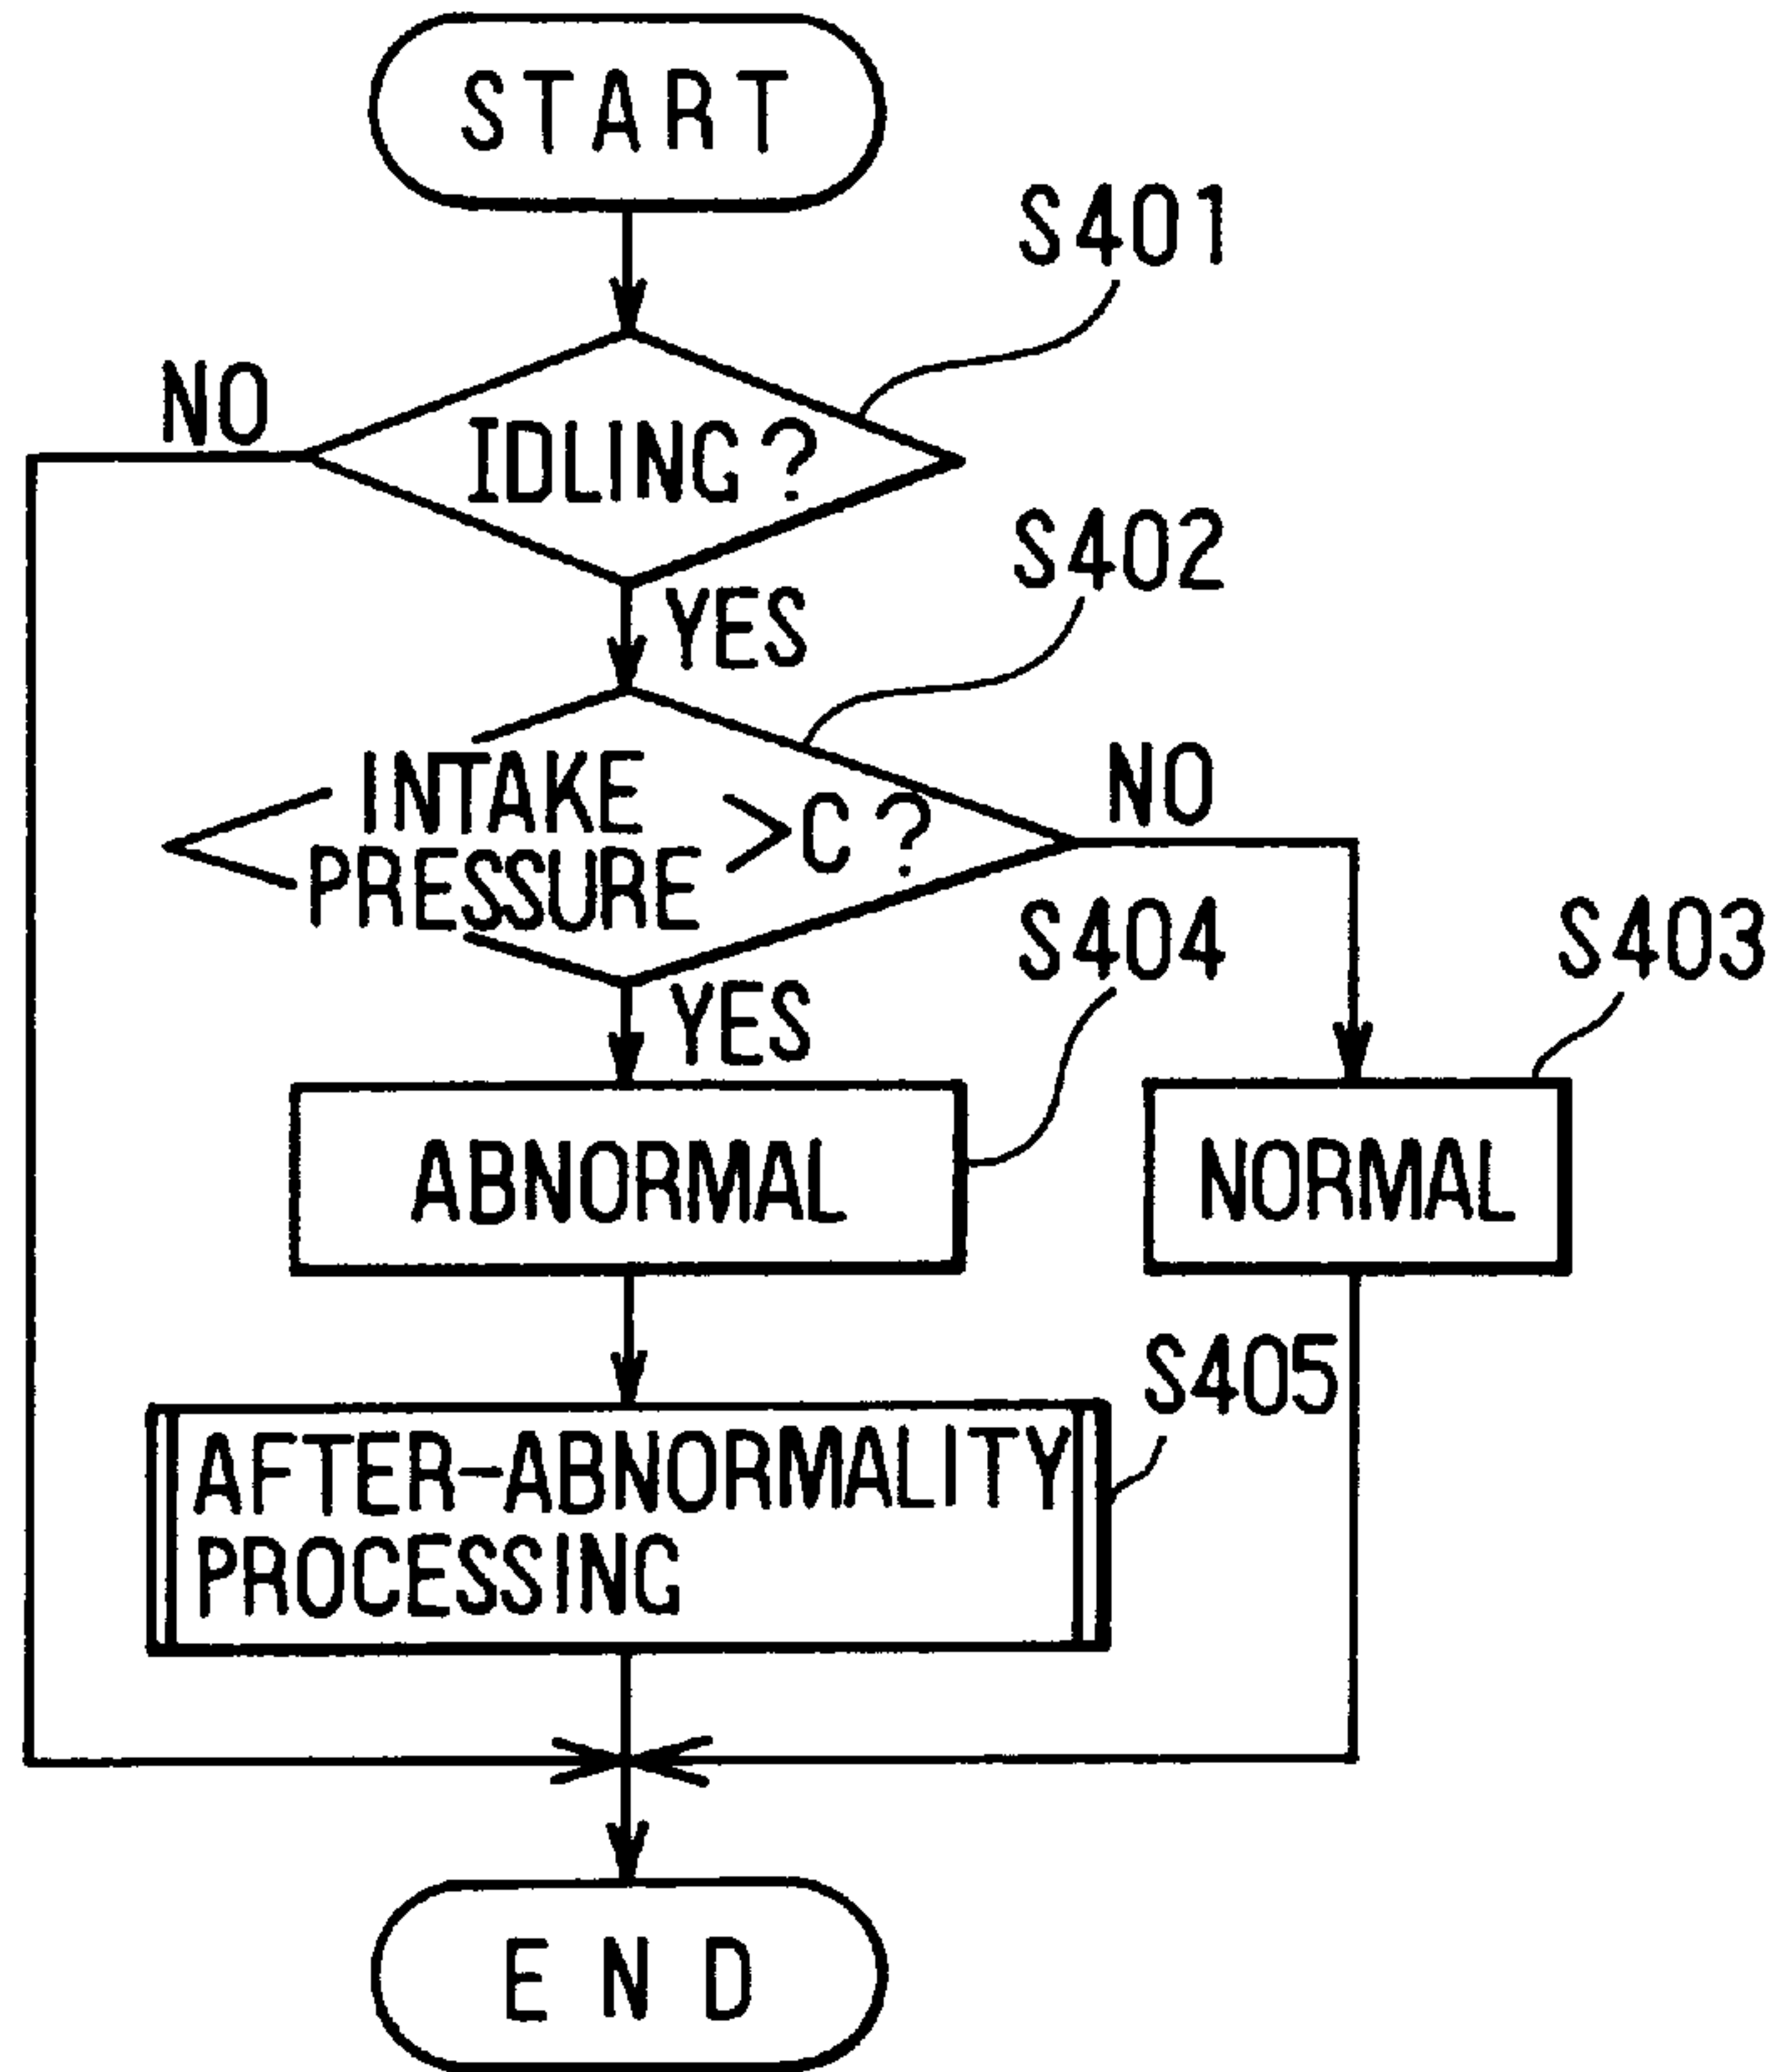 START
S401
NO
IDLING?
S402
YES
INTAKE
PRESSURE
>C?
NO
S404
S403
YES
ABNORMAL
NORMAL
S405
AFTER-ABNORMALITY
PROCESSING
END